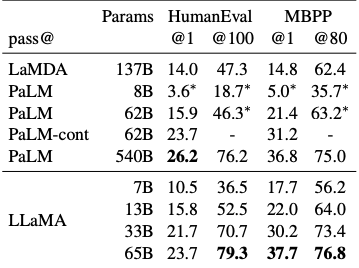 Params HumanEval MBPP
pass@ @1 @100 @1 @80
LaMDA 137B 14.0 47.3 14.8 62.4
PaLM 8B 3.6* 18.7* 5.0* 35.7*
PaLM 62B 15.9 46.3* 21.4 63.2*
PaLM-cont 62B 23.7 - 31.2 -
PaLM 540B 26.2 76.2 36.8 75.0
LLaMA 7B 10.5 36.5 17.7 56.2
13B 15.8 52.5 22.0 64.0
33B 21.7 70.7 30.2 73.4
65B 23.7 79.3 37.7 76.8